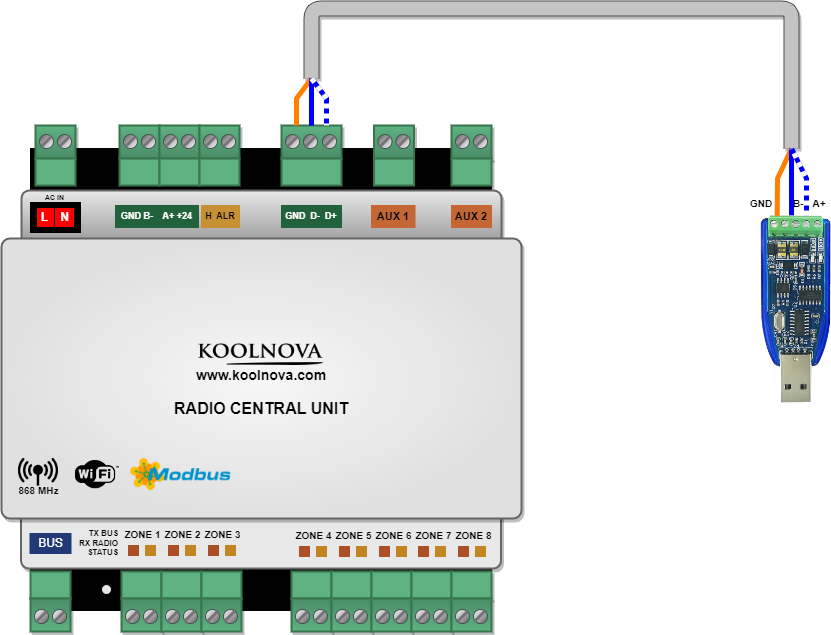 GND B- A+
AC IN
L N
GND B- A+ +24 H ALR
GND D- D+
AUX 1
AUX 2
KOOLNOVA
www.koolnova.com
RADIO CENTRAL UNIT
868 MHz
WiFi
Modbus
BUS
TX BUS
RX RADIO
STATUS
ZONE 1 ZONE 2 ZONE 3
ZONE 4 ZONE 5 ZONE 6 ZONE 7 ZONE 8